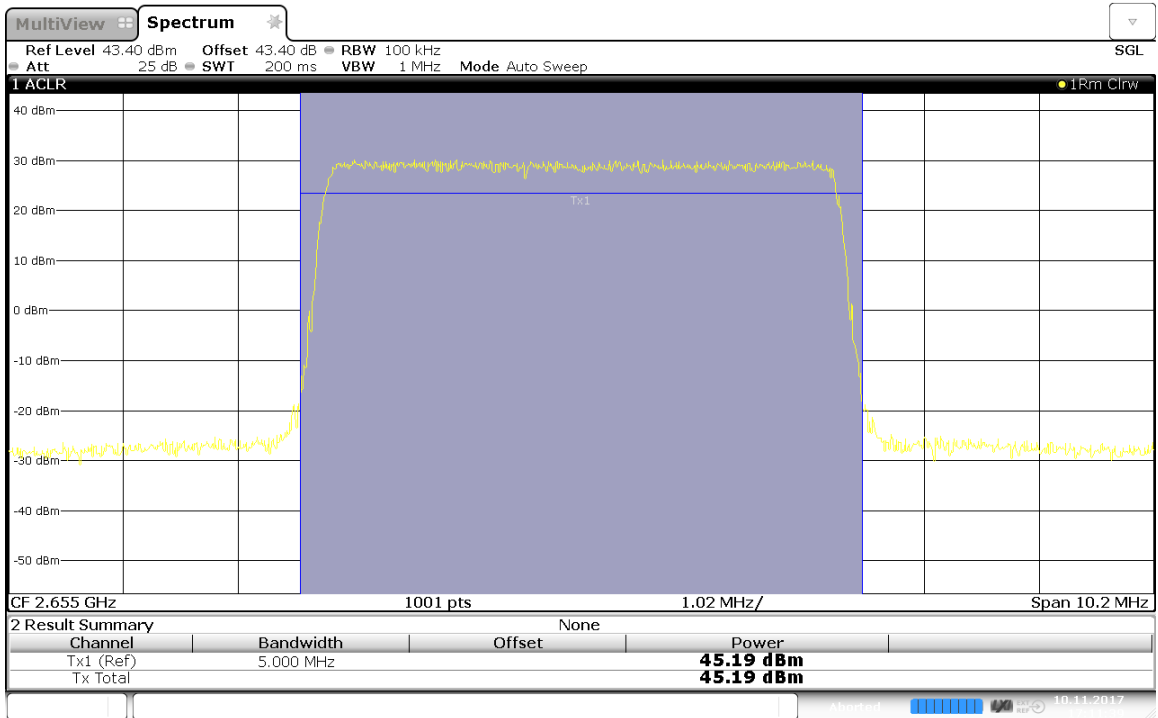 MultiView Spectrum
Ref Level 43.40 dBm Offset 43.40 dB RBW 100 kHz SGL
Att 25 dB SWT 200 ms VBW 1 MHz Mode Auto Sweep
1 ACLR 1Rm Clrw
40 dBm
30 dBm
20 dBm
Tx1
10 dBm
0 dBm
-10 dBm
-20 dBm
-30 dBm
-40 dBm
-50 dBm
CF 2.655 GHz 1001 pts 1.02 MHz/ Span 10.2 MHz
2 Result Summary None
Channel Bandwidth Offset Power
Tx1 (Ref) 5.000 MHz 45.19 dBm
Tx Total 45.19 dBm
Aborted 10.11.2017